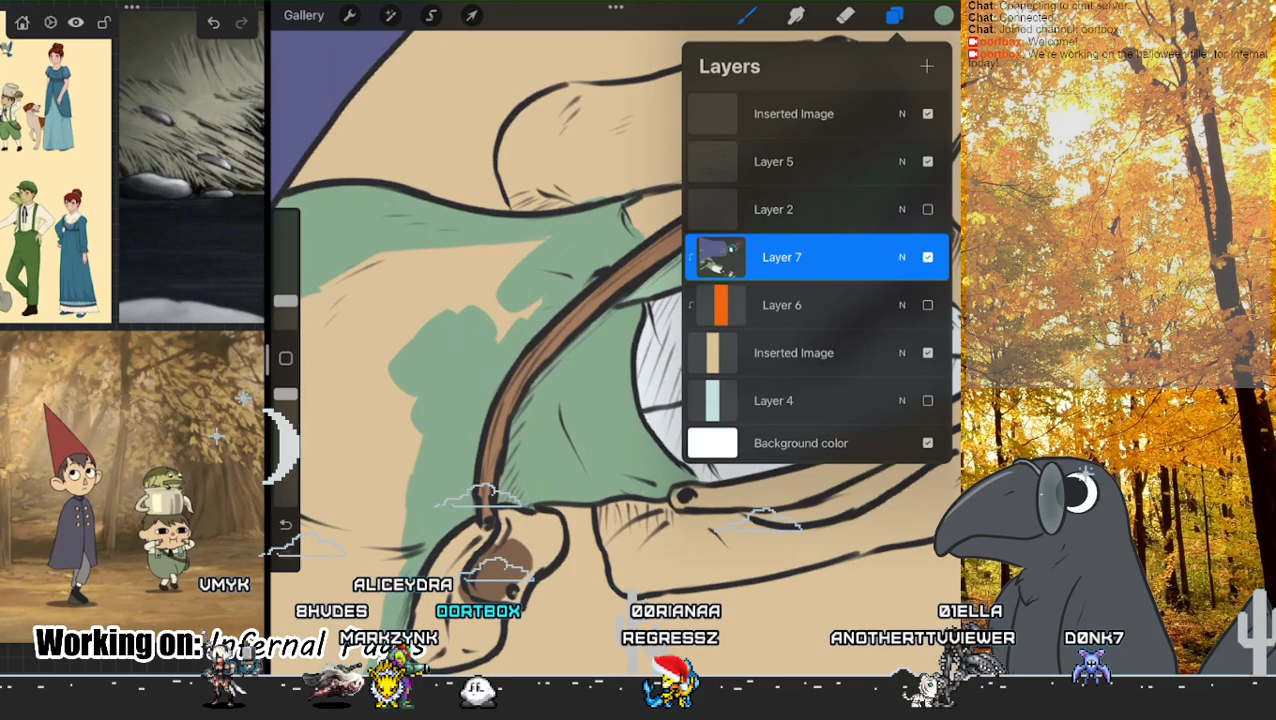 Gallery
Layers
Inserted Image N
Layer 5 N
Layer 2 N
Layer 7 N
Layer 6 N
Inserted Image N
Layer 4 N
Background color
Chat: Connecting to chat server
Chat: Connected.
Chat: Joined channel: oortbox
oortbox: Welcome!
oortbox: We're working on the halloween title for Infernal
today!
VMYK
ALICEYDRA
8HVDES
OORTBOX
00RIANAA
01ELLA
MARKZYNK
REGRESSZ
ANOTHERTTVVIEWER
D0NK7
Working on: Infernal Pages